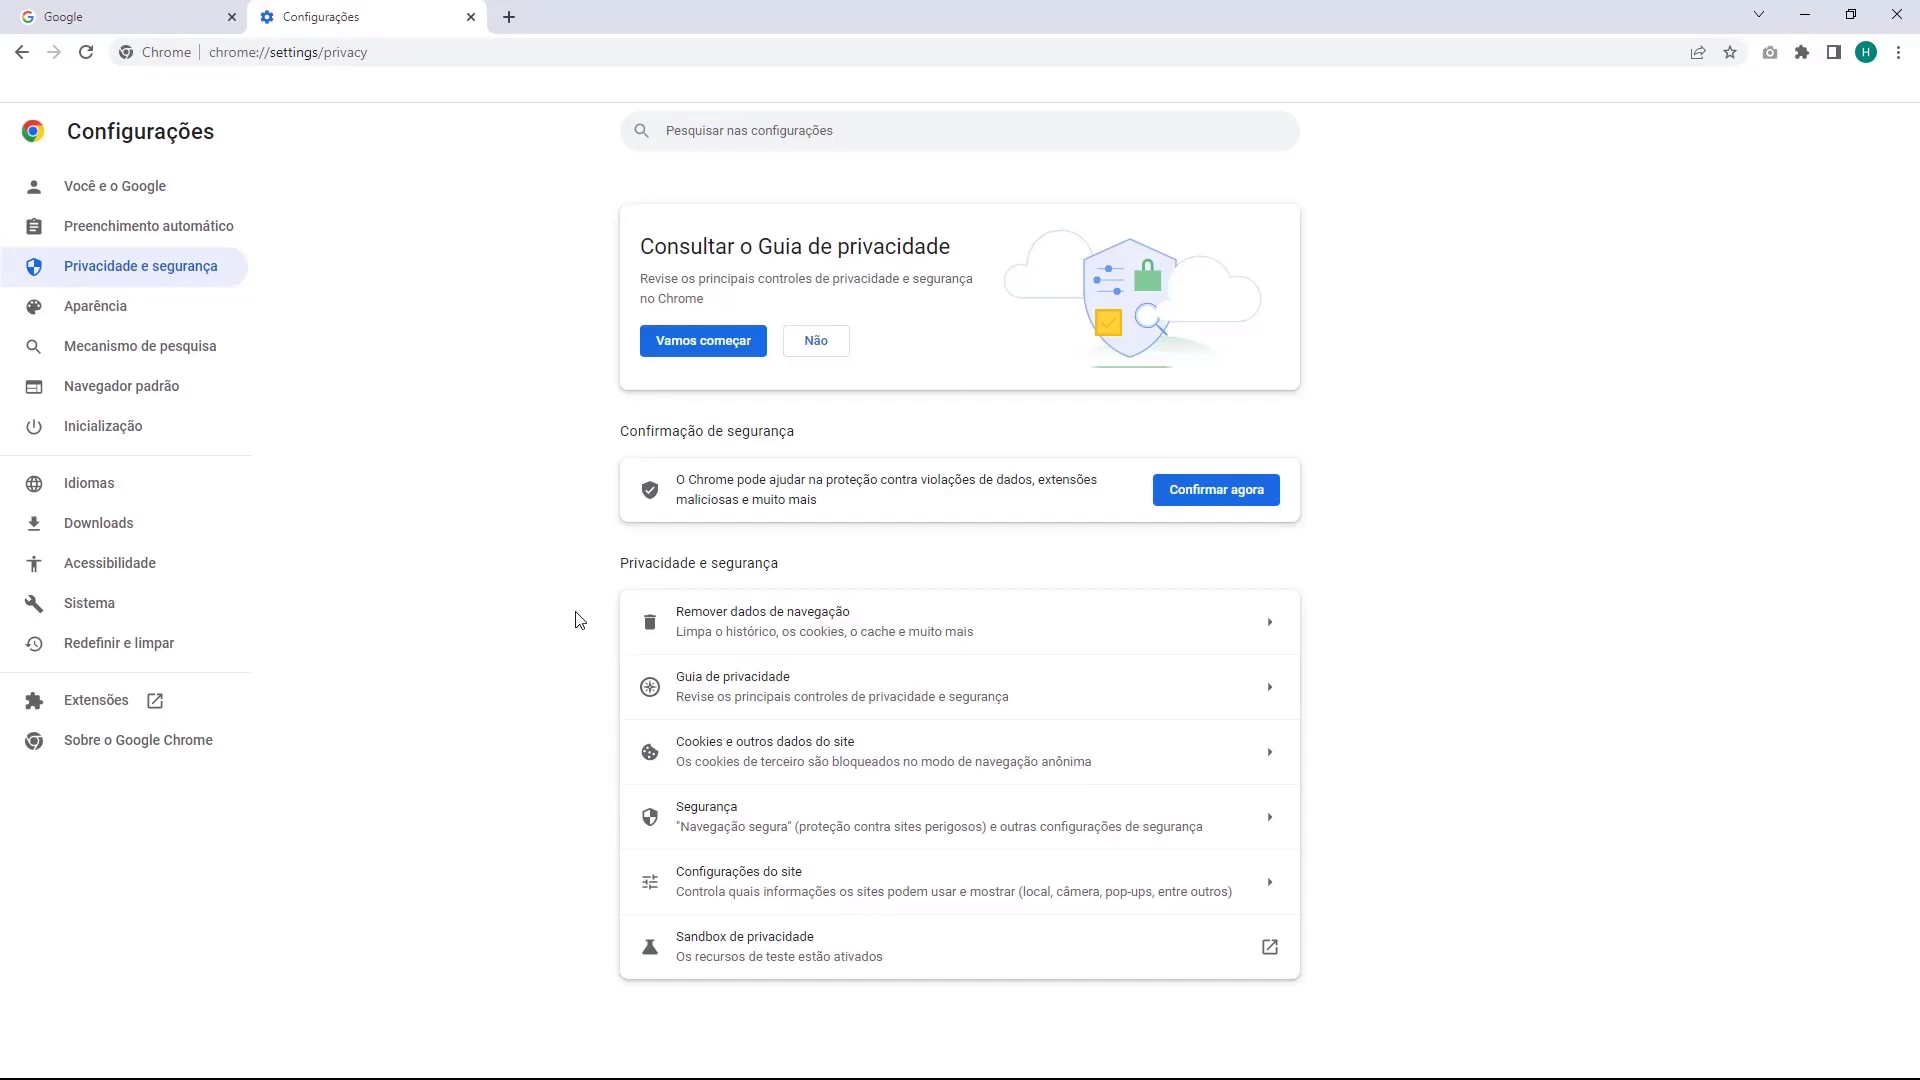 Google
Configurações
Chrome
chrome://settings/privacy
H
Configurações
Pesquisar nas configurações
Você e o Google
Preenchimento automático
Privacidade e segurança
Aparência
Mecanismo de pesquisa
Navegador padrão
Inicialização
Idiomas
Downloads
Acessibilidade
Sistema
Redefinir e limpar
Extensões
Sobre o Google Chrome
Consultar o Guia de privacidade
Revise os principais controles de privacidade e segurança
no Chrome
Vamos começar
Não
Confirmação de segurança
O Chrome pode ajudar na proteção contra violações de dados, extensões
maliciosas e muito mais
Confirmar agora
Privacidade e segurança
Remover dados de navegação
Limpa o histórico, os cookies, o cache e muito mais
Guia de privacidade
Revise os principais controles de privacidade e segurança
Cookies e outros dados do site
Os cookies de terceiro são bloqueados no modo de navegação anônima
Segurança
"Navegação segura" (proteção contra sites perigosos) e outras configurações de segurança
Configurações do site
Controla quais informações os sites podem usar e mostrar (local, câmera, pop-ups, entre outros)
Sandbox de privacidade
Os recursos de teste estão ativados